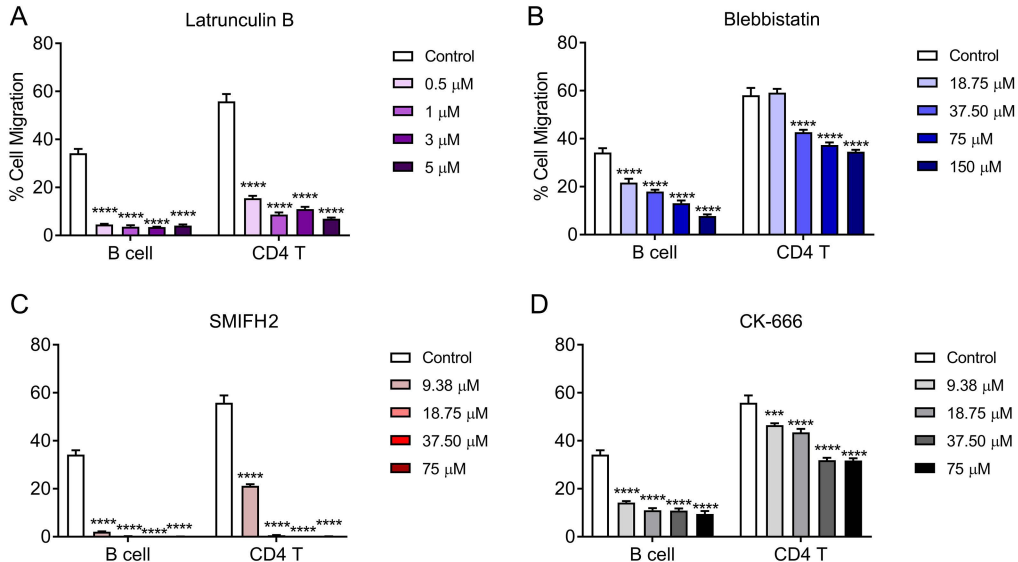 A
Latrunculin B
% Cell Migration
80
60
40
20
0
**** **** **** ****
**** **** **** ****
B cell
CD4 T
Control
0.5 μM
1 μM
3 μM
5 μM
B
Blebbistatin
% Cell Migration
80
60
40
20
0
**** **** **** ****
**** **** ****
B cell
CD4 T
Control
18.75 μM
37.50 μM
75 μM
150 μM
C
SMIFH2
80
60
40
20
0
**** **** **** ****
**** **** **** ****
B cell
CD4 T
Control
9.38 μM
18.75 μM
37.50 μM
75 μM
D
CK-666
80
60
40
20
0
**** **** **** ****
*** **** **** ****
B cell
CD4 T
Control
9.38 μM
18.75 μM
37.50 μM
75 μM